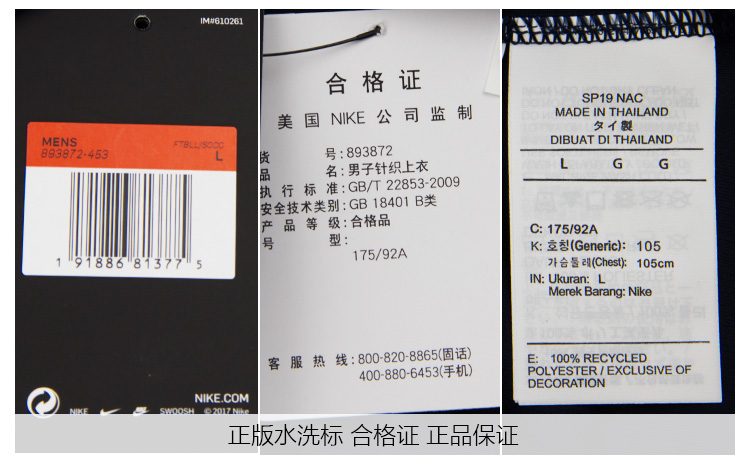 IM#610261
MENS
893872-453
FTBLL/SOCC
L
1 91886 81377 5
NIKE.COM
NIKE SWOOSH © 2017 Nike
合格证
美国 NIKE 公司监制
货号:893872
品名:男子针织上衣
执行标准:GB/T 22853-2009
安全技术类别:GB 18401 B类
产品等级:合格品
号型:
175/92A
客服热线:800-820-8865(固话)
400-880-6453(手机)
SP19 NAC
MADE IN THAILAND
タイ製
DIBUAT DI THAILAND
L G G
C: 175/92A
K: 호칭(Generic): 105
가슴둘레(Chest): 105cm
IN: Ukuran: L
Merek Barang: Nike
E: 100% RECYCLED
POLYESTER / EXCLUSIVE OF
DECORATION
正版水洗标 合格证 正品保证